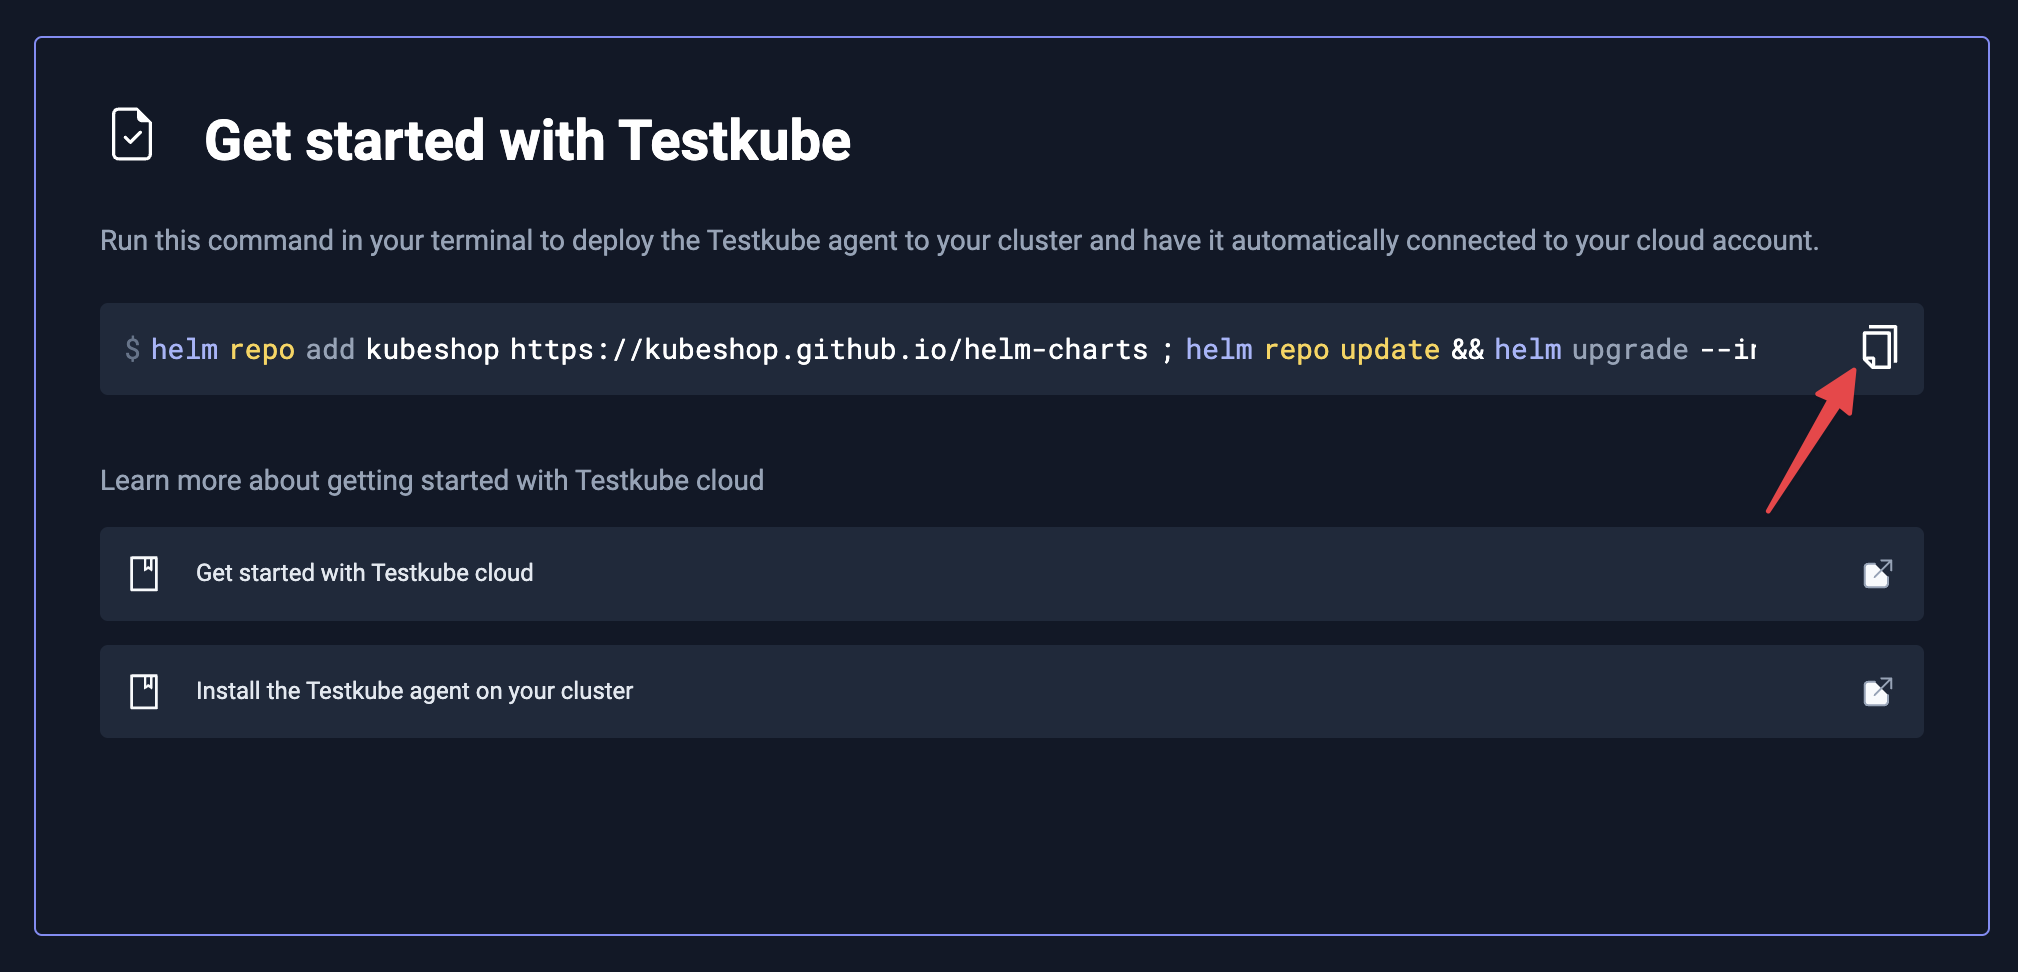 Get started with Testkube
Run this command in your terminal to deploy the Testkube agent to your cluster and have it automatically connected to your cloud account.
$ helm repo add kubeshop https://kubeshop.github.io/helm-charts ; helm repo update && helm upgrade
Learn more about getting started with Testkube cloud
Get started with Testkube cloud
Install the Testkube agent on your cluster